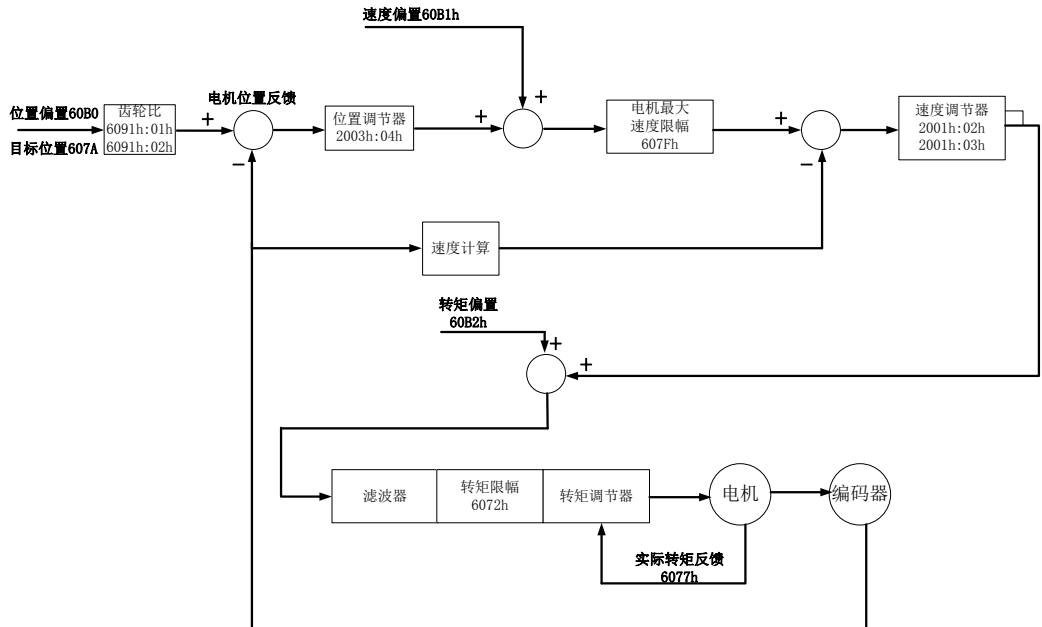 速度偏置60B1h
位置偏置60B0
目标位置607A
齿轮比
6091h:01h
6091h:02h
+
电机位置反馈
−
位置调节器
2003h:04h
+
+
电机最大
速度限幅
607Fh
+
−
速度调节器
2001h:02h
2001h:03h
速度计算
转矩偏置
60B2h
+
+
滤波器
转矩限幅
6072h
转矩调节器
电机
编码器
实际转矩反馈
6077h